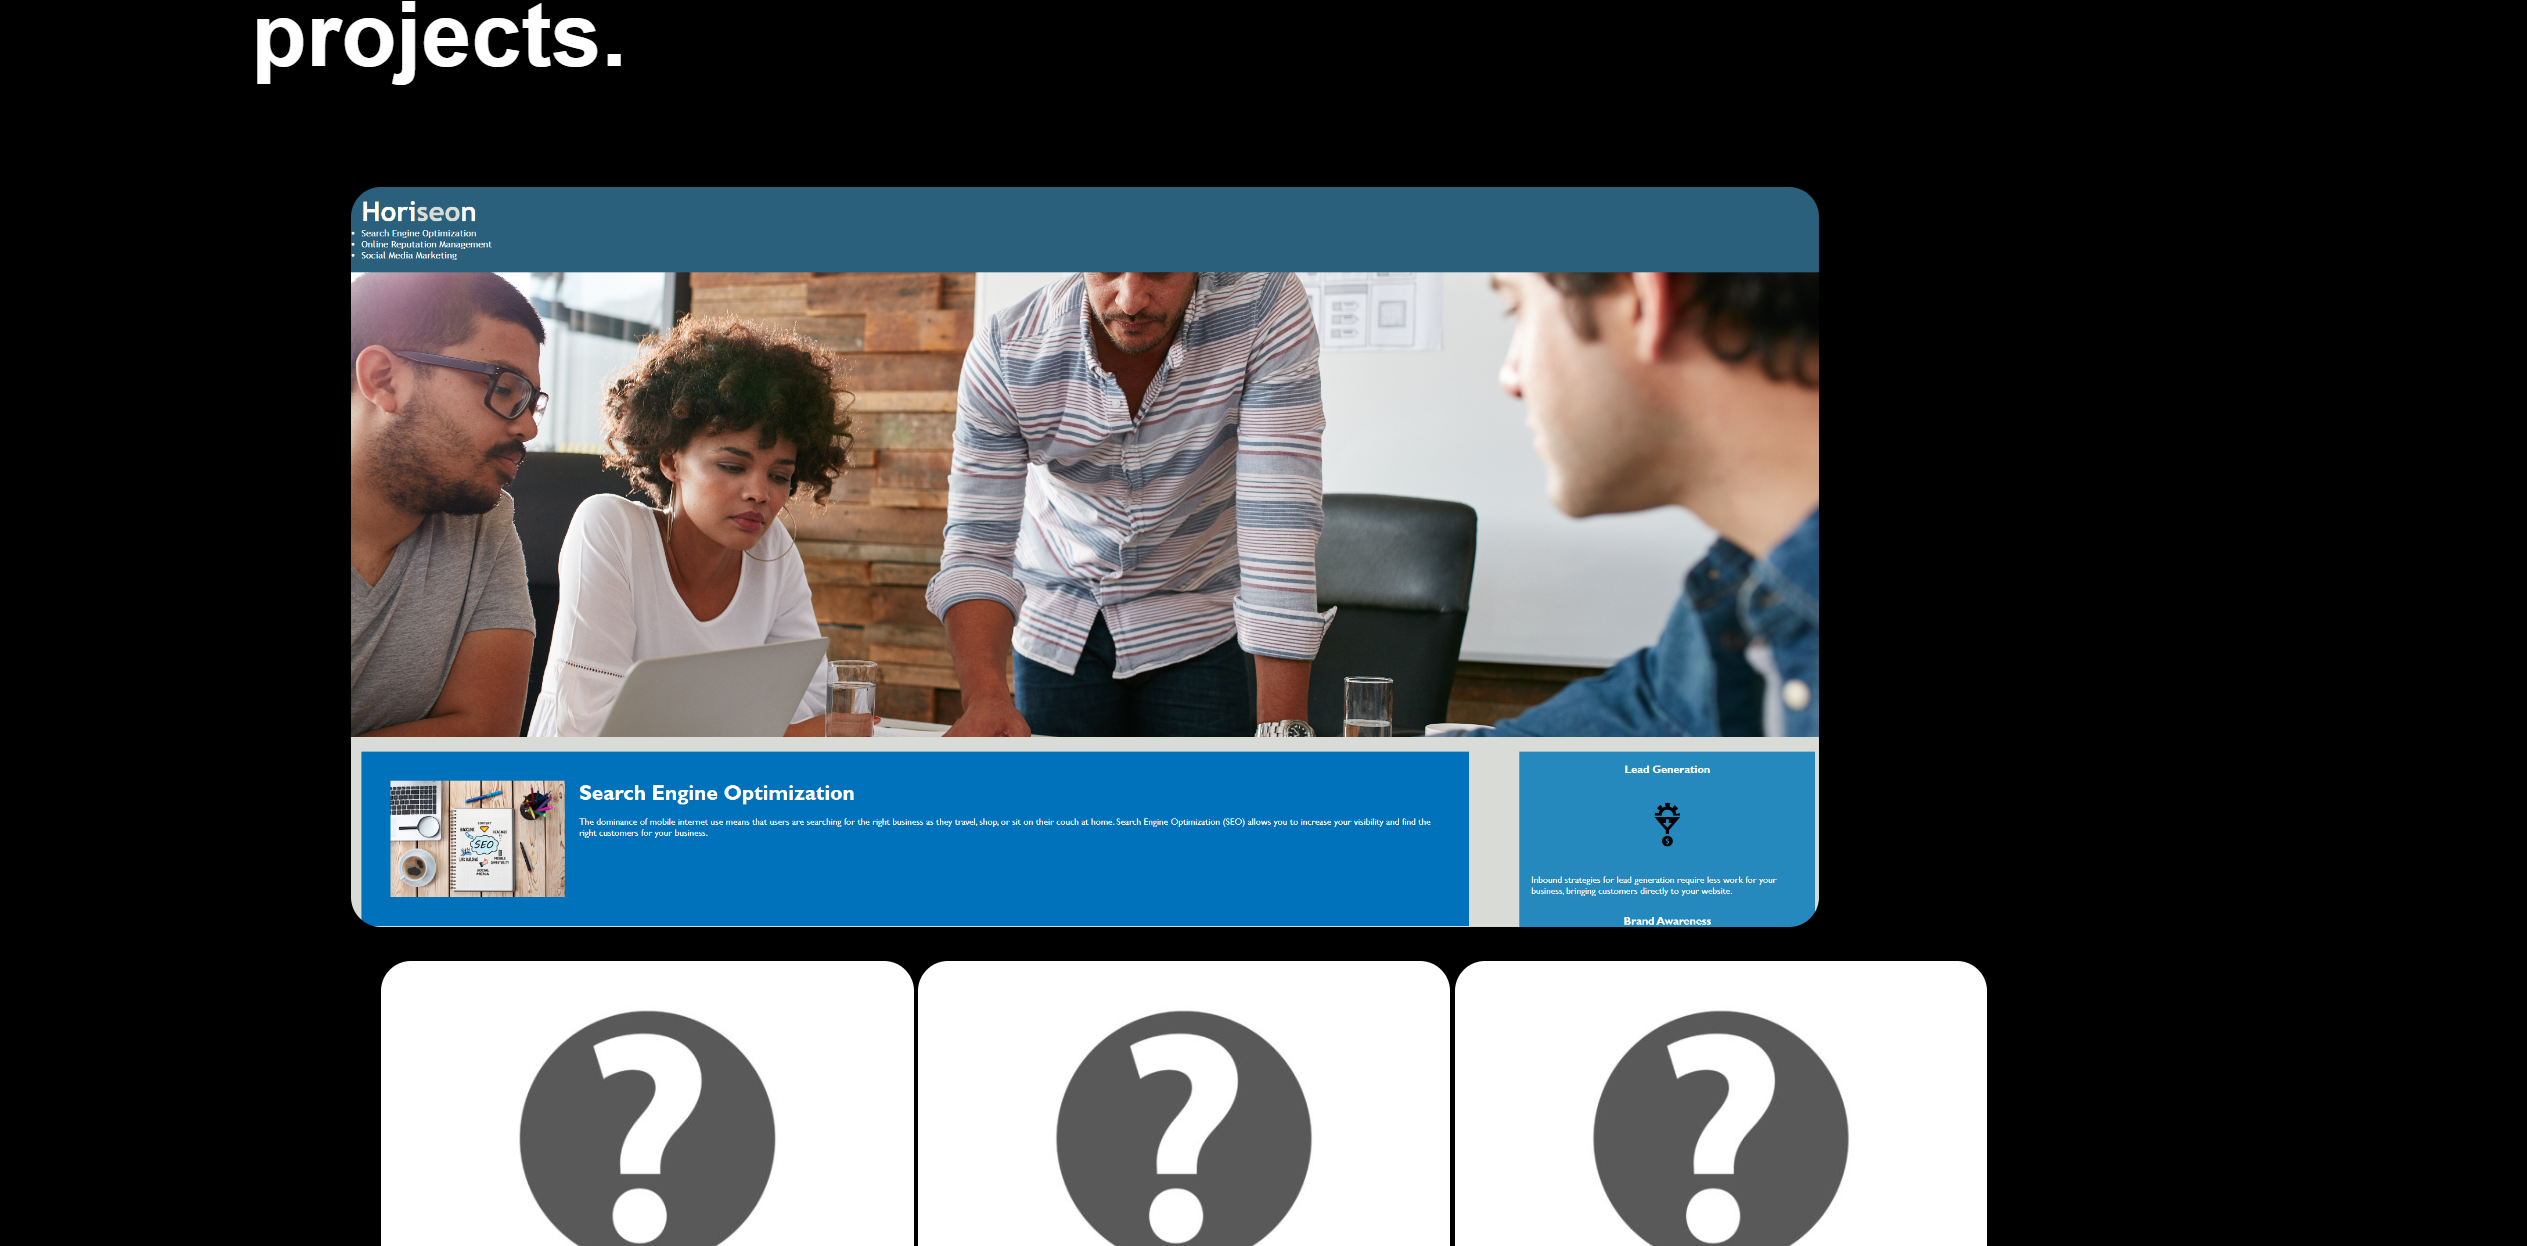 projects.
Horiseon
Search Engine Optimization
Online Reputation Management
Social Media Marketing
Search Engine Optimization
The dominance of mobile internet use means that users are searching for the right business as they travel, shop, or sit on their couch at home. Search Engine Optimization (SEO) allows you to increase your visibility and find the
right customers for your business.
SEO
Lead Generation
$
Inbound strategies for lead generation require less work for your
business, bringing customers directly to your website.
Brand Awareness
? ? ?